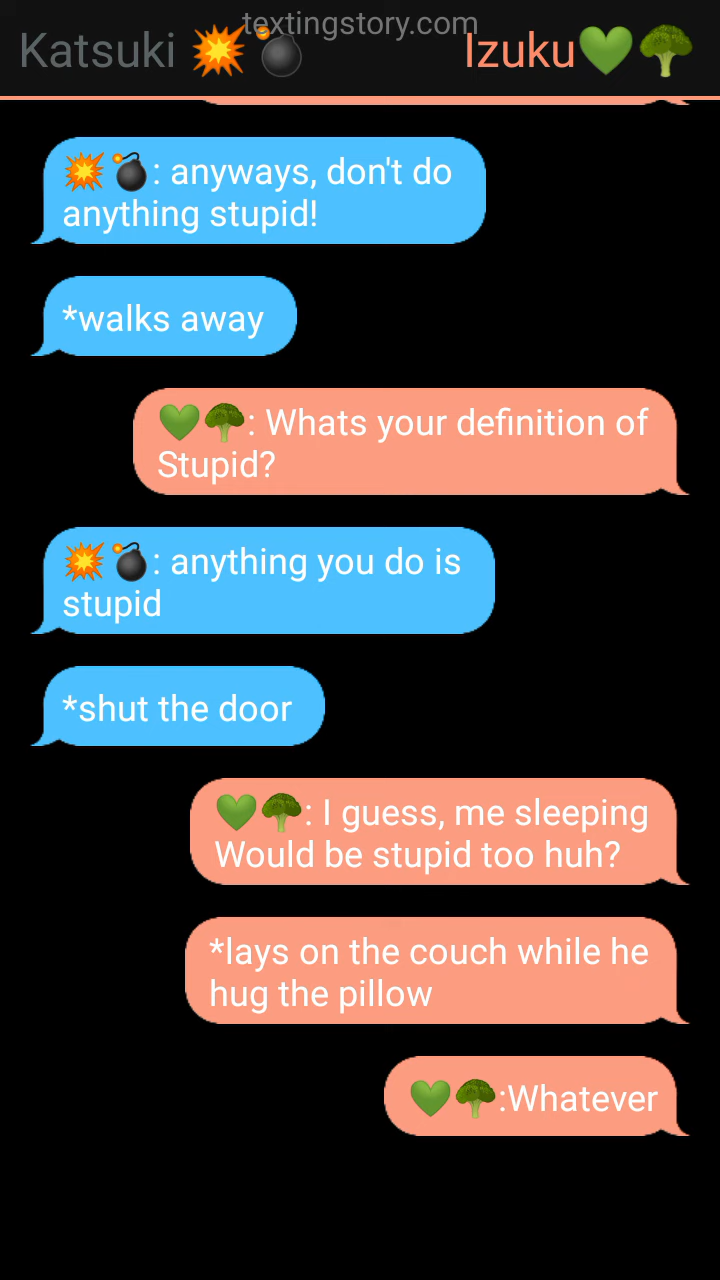 textingstory.com
Katsuki 💥💣 Izuku💚🥦
💥💣: anyways, don't do
anything stupid!
*walks away
💚🥦: Whats your definition of
Stupid?
💥💣: anything you do is
stupid
*shut the door
💚🥦: I guess, me sleeping
Would be stupid too huh?
*lays on the couch while he
hug the pillow
💚🥦:Whatever